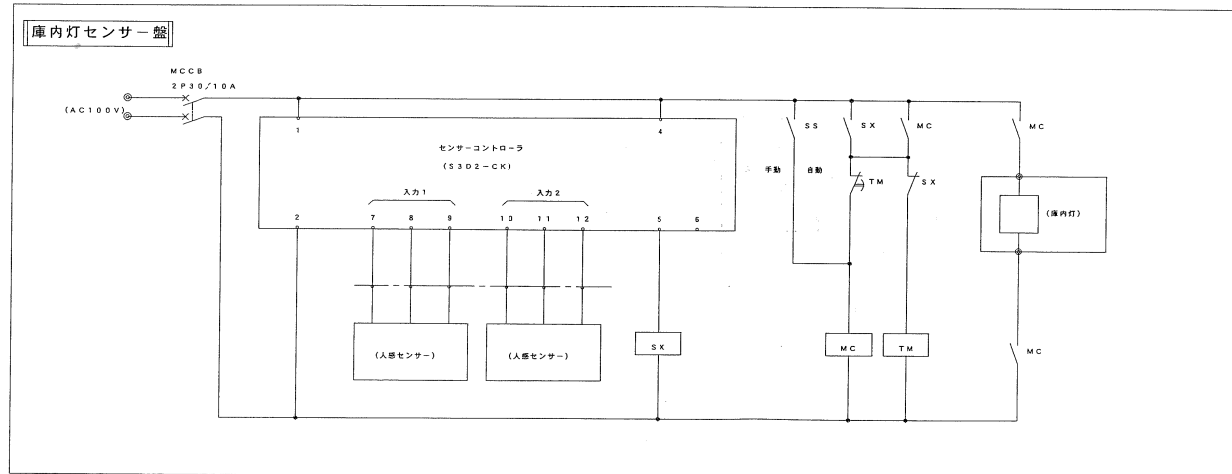 庫内灯センサー盤
MCCB
2P30/10A
(AC100V)
1
4
センサーコントローラ
(S3D2-CK)
入力1
入力2
2
7
8
9
10
11
12
5
6
SS
SX
MC
MC
手動
自動
TM
SX
(庫内灯)
(人感センサー)
(人感センサー)
SX
MC
TM
MC